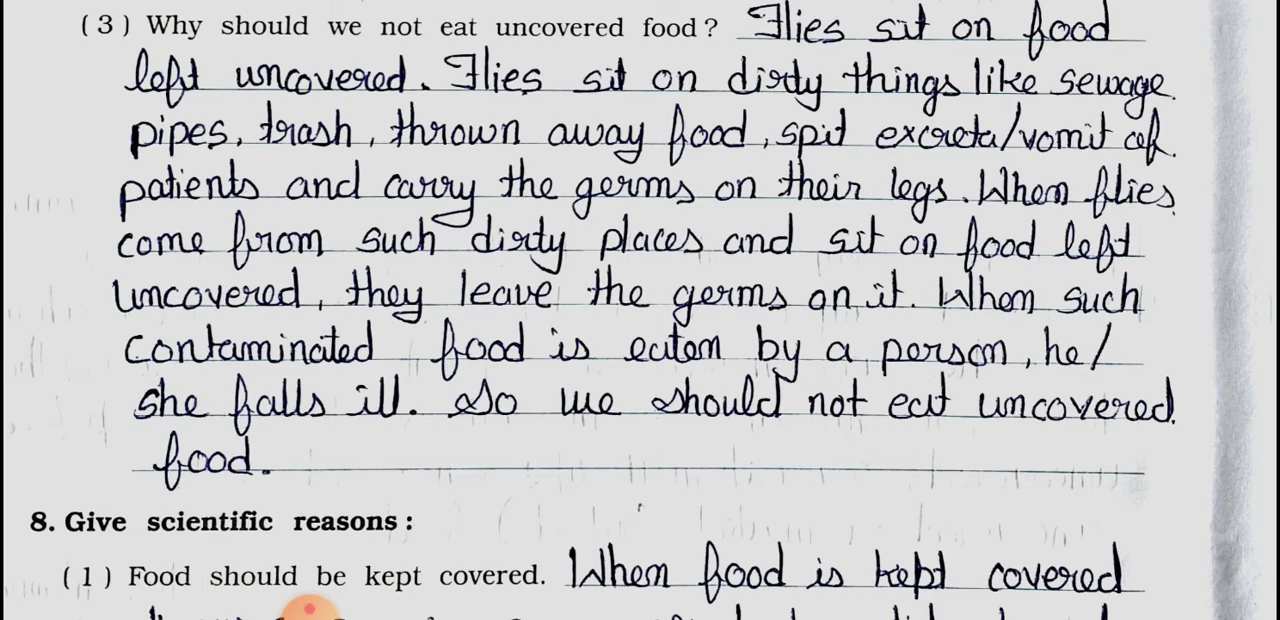 (3) Why should we not eat uncovered food? Flies sit on food
left uncovered. Flies sit on dirty things like sewage
pipes, trash, thrown away food, spit excreta/vomit of
patients and carry the germs on their legs. When flies
come from such dirty places and sit on food left
uncovered, they leave the germs on it. When such
contaminated food is eaten by a person, he/
she falls ill. So we should not eat uncovered
food.
8. Give scientific reasons:
(1) Food should be kept covered. When food is kept covered